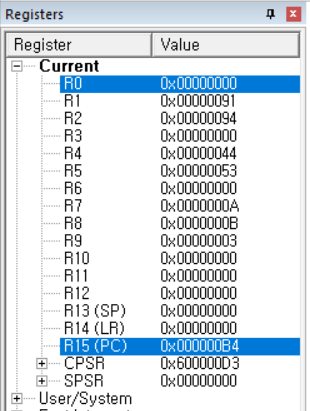 Registers
Register Value
Current
R0 0x00000000
R1 0x00000091
R2 0x00000094
R3 0x00000000
R4 0x00000044
R5 0x00000053
R6 0x00000000
R7 0x0000000A
R8 0x0000000B
R9 0x00000003
R10 0x00000000
R11 0x00000000
R12 0x00000000
R13 (SP) 0x00000000
R14 (LR) 0x00000000
R15 (PC) 0x000000B4
CPSR 0x600000D3
SPSR 0x00000000
User/System